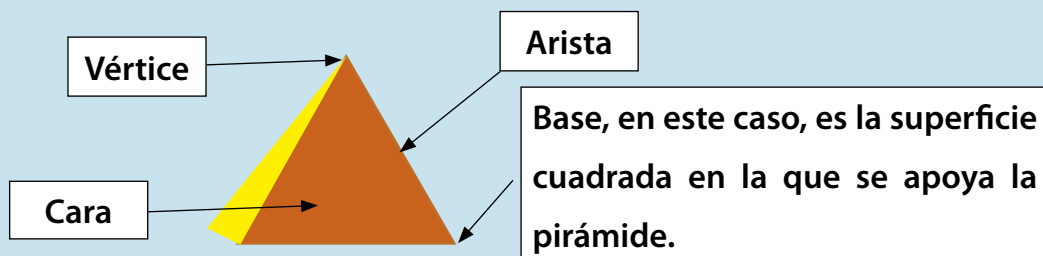 Vértice
Arista
Base, en este caso, es la superficie
cuadrada en la que se apoya la
pirámide.
Cara